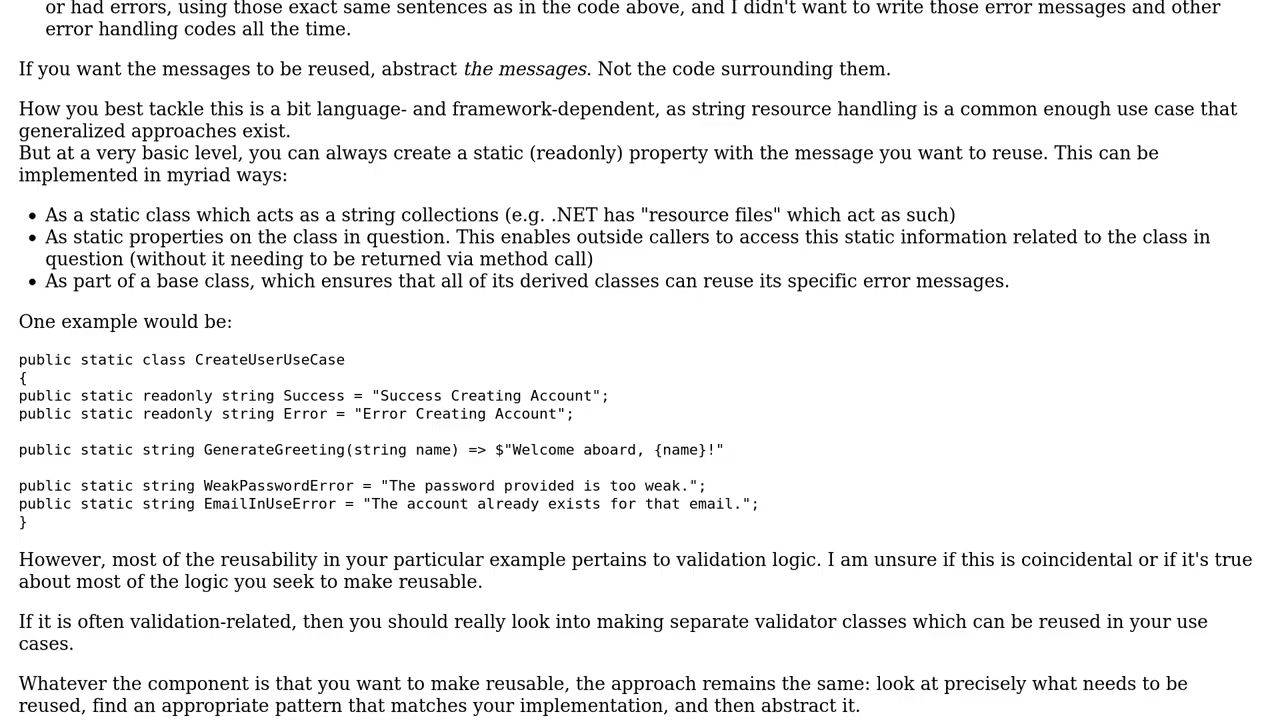 or had errors, using those exact same sentences as in the code above, and I didn't want to write those error messages and other
error handling codes all the time.
If you want the messages to be reused, abstract the messages. Not the code surrounding them.
How you best tackle this is a bit language- and framework-dependent, as string resource handling is a common enough use case that
generalized approaches exist.
But at a very basic level, you can always create a static (readonly) property with the message you want to reuse. This can be
implemented in myriad ways:
• As a static class which acts as a string collections (e.g. .NET has "resource files" which act as such)
• As static properties on the class in question. This enables outside callers to access this static information related to the class in
question (without it needing to be returned via method call)
• As part of a base class, which ensures that all of its derived classes can reuse its specific error messages.
One example would be:
public static class CreateUserUseCase
{
public static readonly string Success = "Success Creating Account";
public static readonly string Error = "Error Creating Account";
public static string GenerateGreeting(string name) => $"Welcome aboard, {name}!"
public static string WeakPasswordError = "The password provided is too weak.";
public static string EmailInUseError = "The account already exists for that email.";
}
However, most of the reusability in your particular example pertains to validation logic. I am unsure if this is coincidental or if it's true
about most of the logic you seek to make reusable.
If it is often validation-related, then you should really look into making separate validator classes which can be reused in your use
cases.
Whatever the component is that you want to make reusable, the approach remains the same: look at precisely what needs to be
reused, find an appropriate pattern that matches your implementation, and then abstract it.